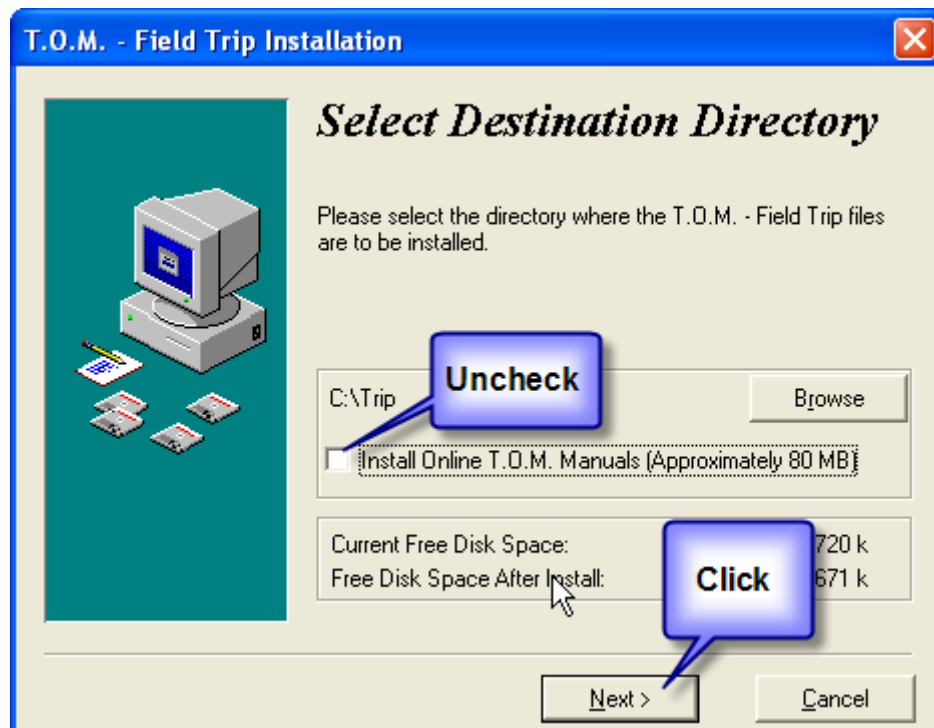 T.O.M. - Field Trip Installation
Select Destination Directory
Please select the directory where the T.O.M. - Field Trip files
are to be installed.
Uncheck
C:\Trip
Browse
Install Online T.O.M. Manuals (Approximately 80 MB)
Current Free Disk Space: 720 k
Free Disk Space After Install: 671 k
Click
Next >
Cancel